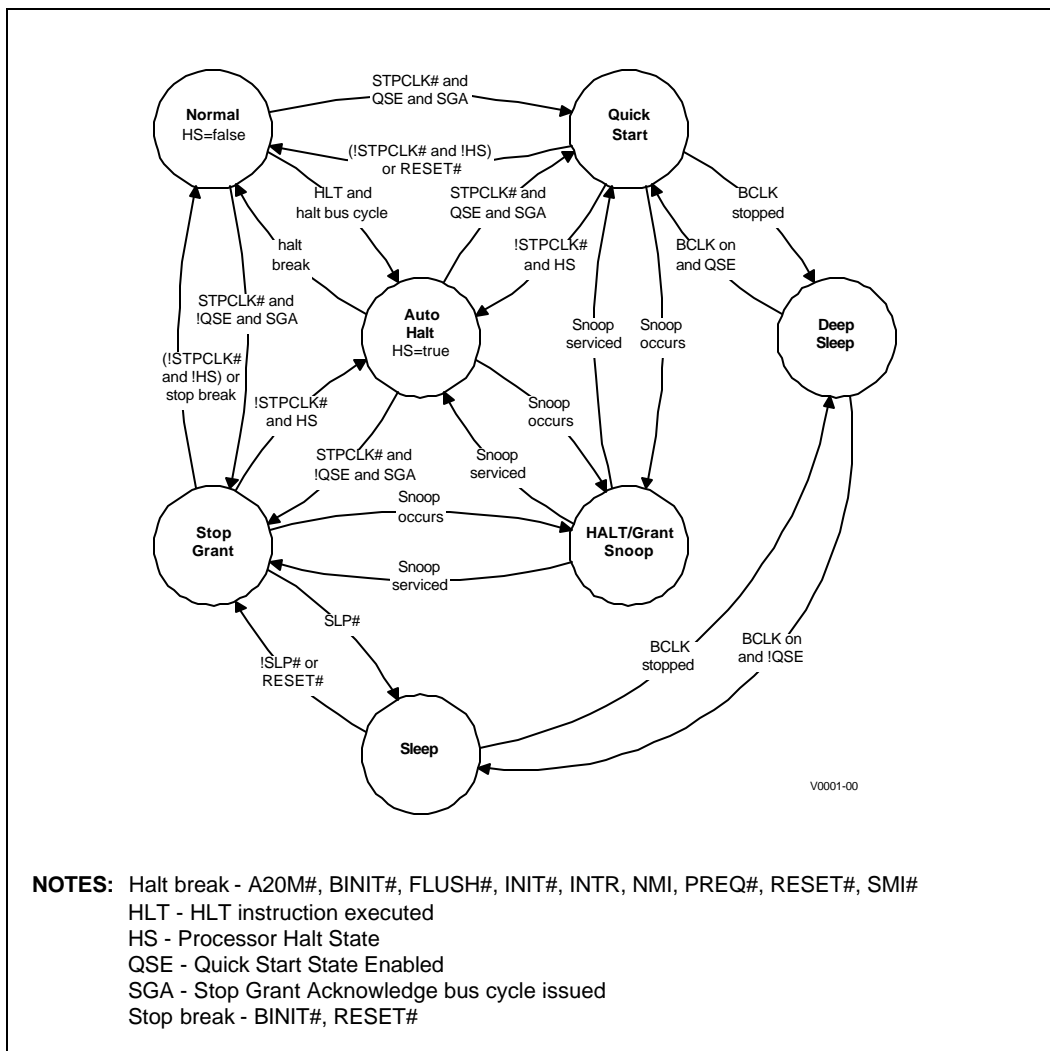 STPCLK# and
QSE and SGA
Normal
HS=false
Quick
Start
(!STPCLK# and !HS)
or RESET#
HLT and
halt bus cycle
STPCLK# and
QSE and SGA
BCLK
stopped
halt
break
!STPCLK#
and HS
BCLK on
and QSE
STPCLK# and
!QSE and SGA
Auto
Halt
HS=true
Snoop
serviced
Snoop
occurs
Deep
Sleep
(!STPCLK#
and !HS) or
stop break
!STPCLK#
and HS
Snoop
occurs
STPCLK# and
!QSE and SGA
Snoop
serviced
Snoop
occurs
Stop
Grant
HALT/Grant
Snoop
Snoop
serviced
SLP#
BCLK
stopped
BCLK on
and !QSE
!SLP# or
RESET#
Sleep
V0001-00
NOTES: Halt break - A20M#, BINIT#, FLUSH#, INIT#, INTR, NMI, PREQ#, RESET#, SMI#
HLT - HLT instruction executed
HS - Processor Halt State
QSE - Quick Start State Enabled
SGA - Stop Grant Acknowledge bus cycle issued
Stop break - BINIT#, RESET#